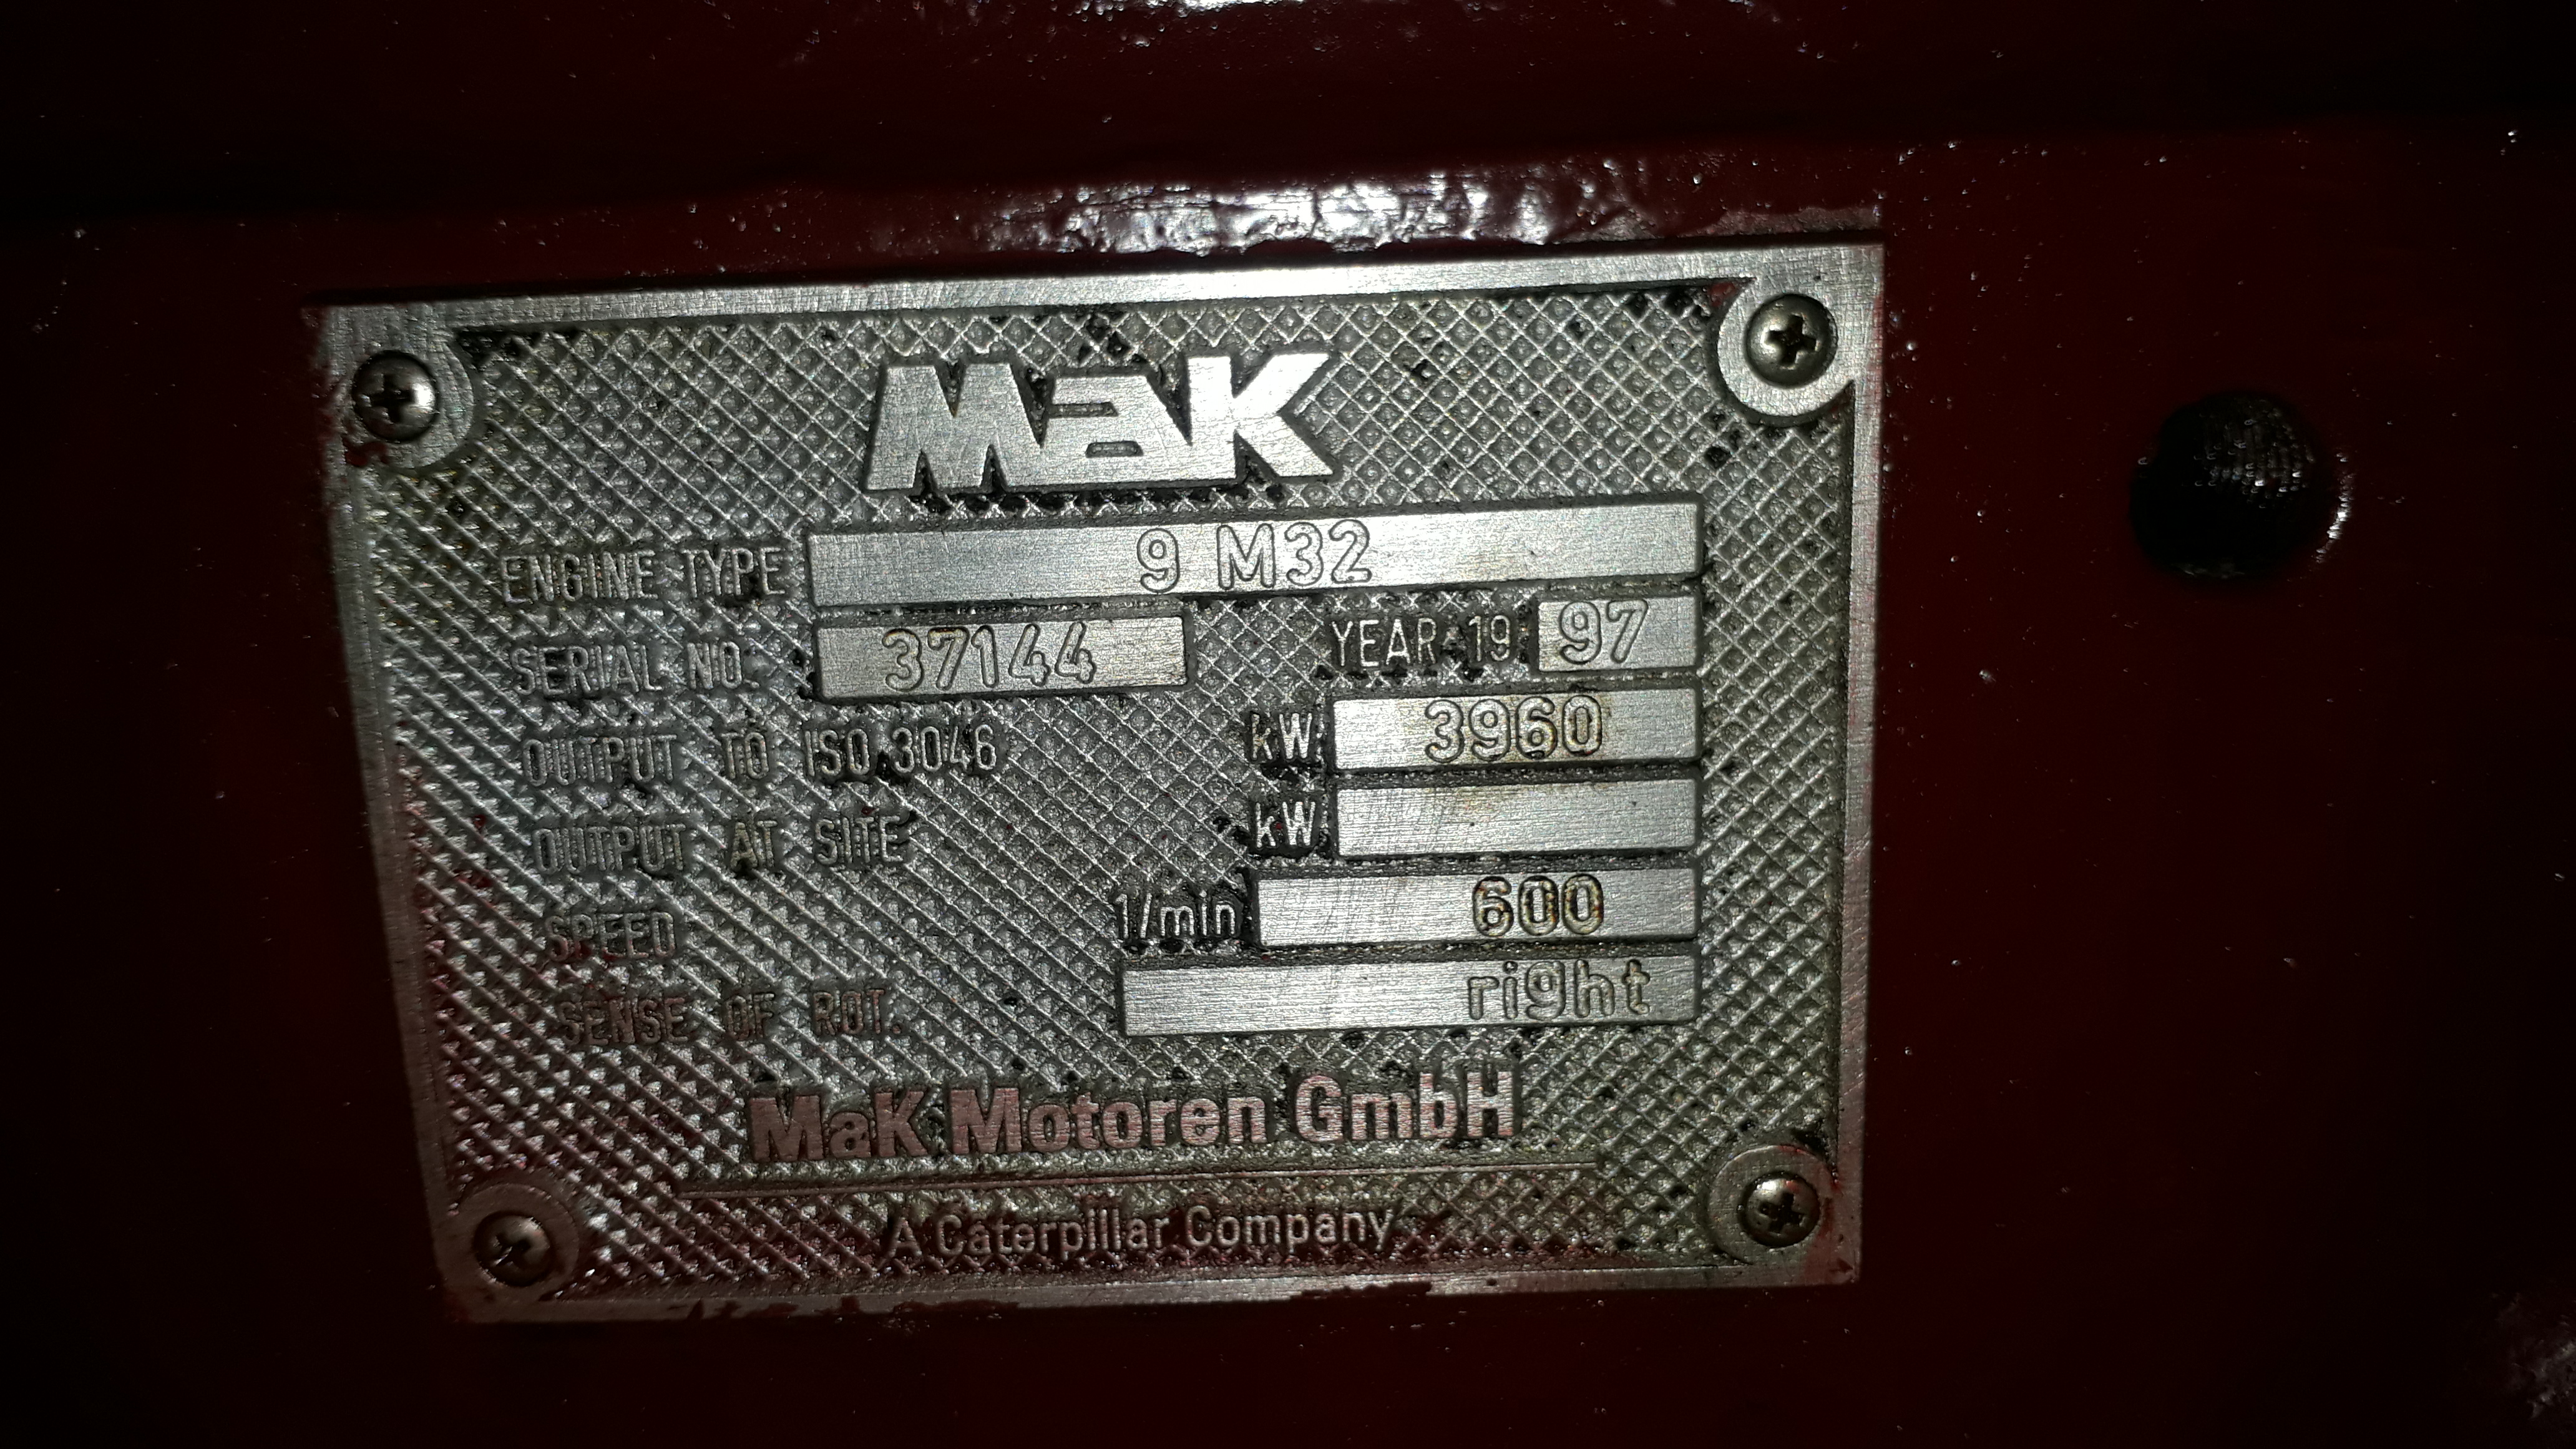 MaK
ENGINE TYPE 9 M32
SERIAL NO. 37144 YEAR 19 97
OUTPUT TO ISO 3046 kW 3960
OUTPUT AT SITE kW
SPEED 1/min 600
SENSE OF ROT. right
MaK Motoren GmbH
A Caterpillar Company